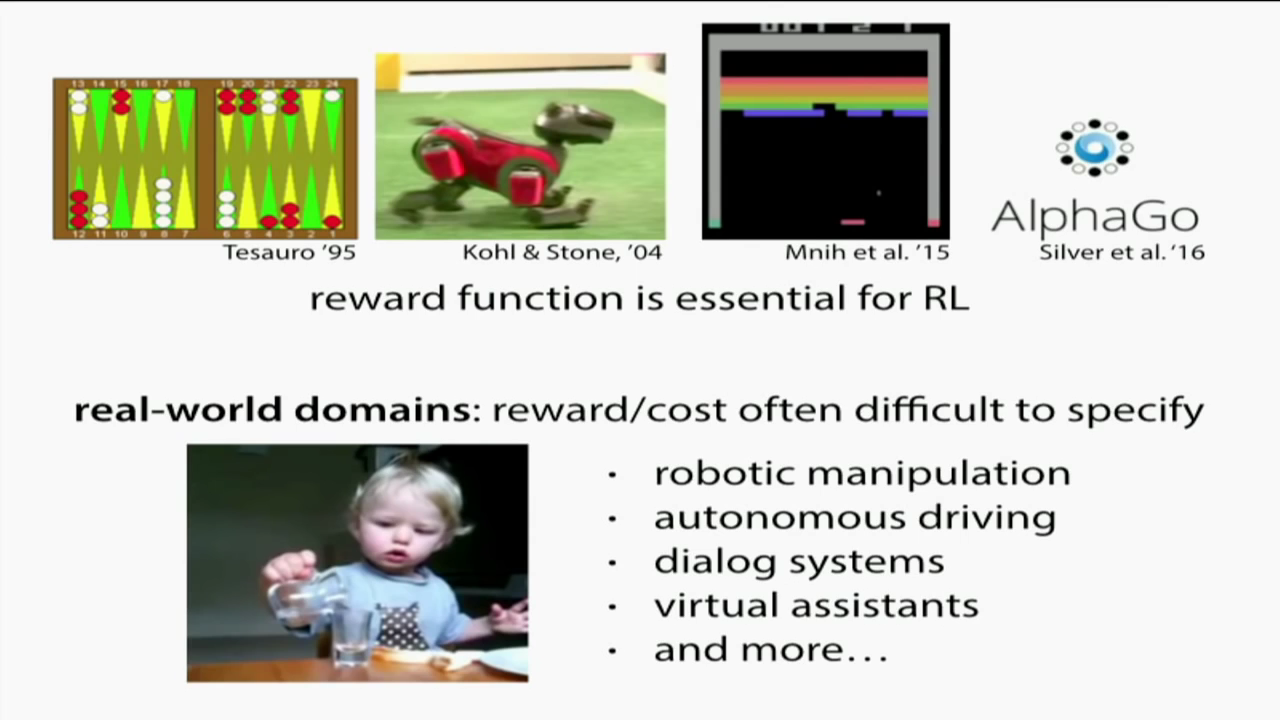 13 14 15 16 17 18 19 20 21 22 23 24
12 11 10 9 8 7 6 5 4 3 2 1
AlphaGo
Tesauro ’95
Kohl & Stone, ’04
Mnih et al. ’15
Silver et al. ‘16
reward function is essential for RL
real-world domains: reward/cost often difficult to specify
· robotic manipulation
· autonomous driving
· dialog systems
· virtual assistants
· and more…